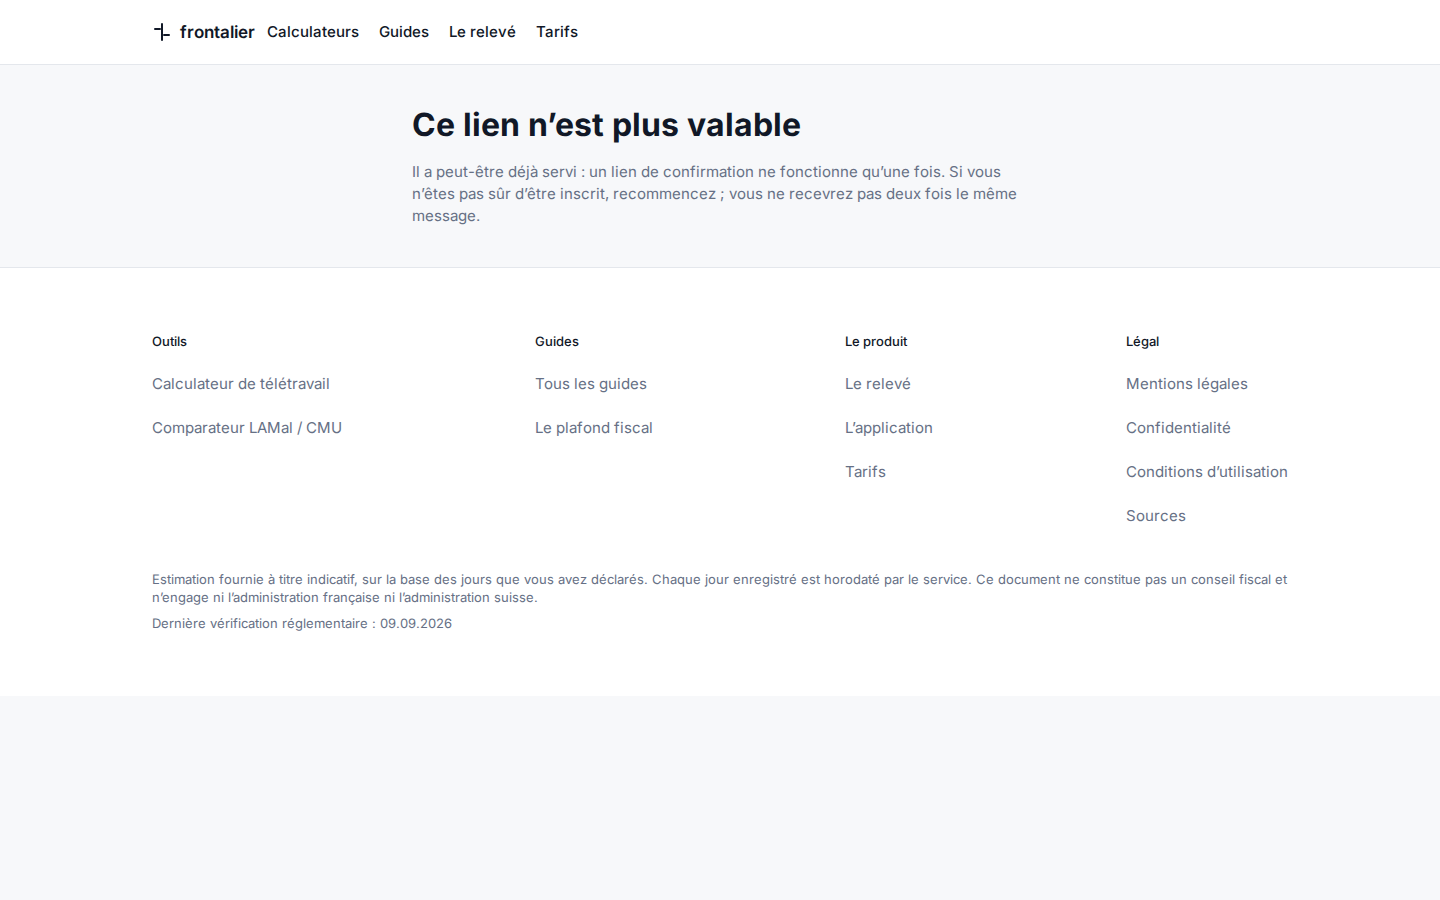 frontalier Calculateurs Guides Le relevé Tarifs
Ce lien n’est plus valable
Il a peut-être déjà servi : un lien de confirmation ne fonctionne qu’une fois. Si vous
n’êtes pas sûr d’être inscrit, recommencez ; vous ne recevrez pas deux fois le même
message.
Outils
Calculateur de télétravail
Comparateur LAMal / CMU
Guides
Tous les guides
Le plafond fiscal
Le produit
Le relevé
L’application
Tarifs
Légal
Mentions légales
Confidentialité
Conditions d’utilisation
Sources
Estimation fournie à titre indicatif, sur la base des jours que vous avez déclarés. Chaque jour enregistré est horodaté par le service. Ce document ne constitue pas un conseil fiscal et
n’engage ni l’administration française ni l’administration suisse.
Dernière vérification réglementaire : 09.09.2026